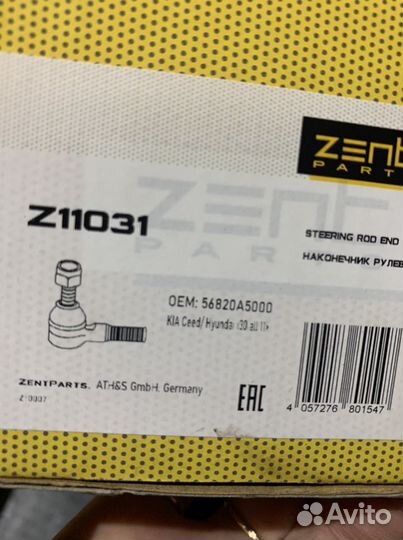 ZENT
PARTS
Z11031
STEERING ROD END
НАКОНЕЧНИК РУЛЕВ
OEM: 56820A5000
KIA Ceed/ Hyundai i30 all 11>
ZENTPARTS. ATH&S GmbH. Germany
EAC
4 057276 801547
Avito